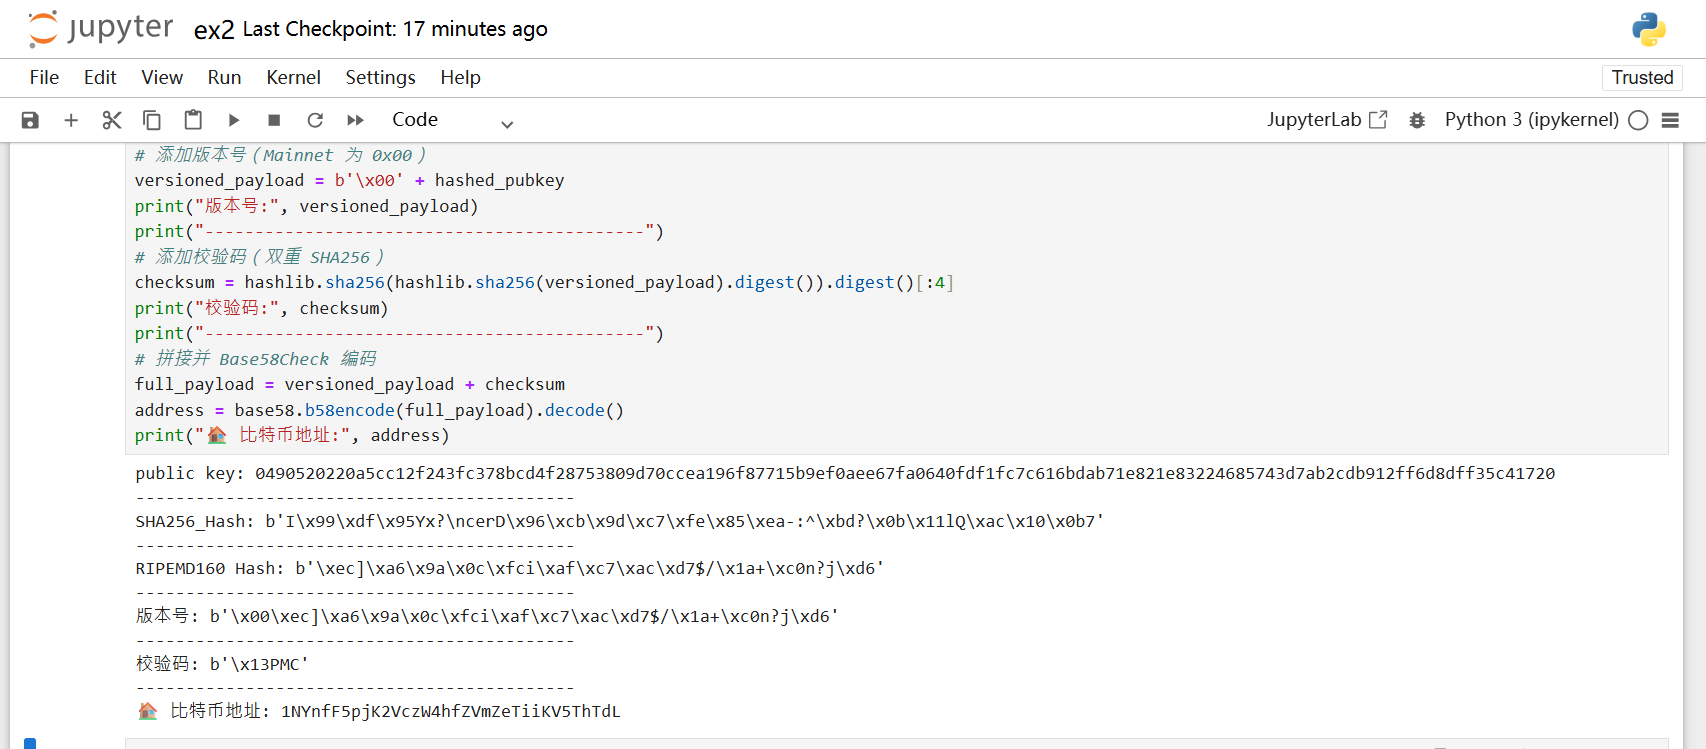 jupyter ex2 Last Checkpoint: 17 minutes ago
File Edit View Run Kernel Settings Help Trusted
Code JupyterLab Python 3 (ipykernel)
# 添加版本号（Mainnet 为 0x00）
versioned_payload = b'\x00' + hashed_pubkey
print("版本号:", versioned_payload)
print("--------------------------------------------")
# 添加校验码（双重 SHA256）
checksum = hashlib.sha256(hashlib.sha256(versioned_payload).digest()).digest()[:4]
print("校验码:", checksum)
print("--------------------------------------------")
# 拼接并 Base58Check 编码
full_payload = versioned_payload + checksum
address = base58.b58encode(full_payload).decode()
print("🏠 比特币地址:", address)
public key: 0490520220a5cc12f243fc378bcd4f28753809d70ccea196f87715b9ef0aee67fa0640fdf1fc7c616bdab71e821e83224685743d7ab2cdb912ff6d8dff35c41720
--------------------------------------------
SHA256_Hash: b'I\x99\xdf\x95Yx?\ncerD\x96\xcb\x9d\xc7\xfe\x85\xea-:^\xbd?\x0b\x11lQ\xac\x10\x0b7'
--------------------------------------------
RIPEMD160 Hash: b'\xec]\xa6\x9a\x0c\xfci\xaf\xc7\xac\xd7$/\x1a+\xc0n?j\xd6'
--------------------------------------------
版本号: b'\x00\xec]\xa6\x9a\x0c\xfci\xaf\xc7\xac\xd7$/\x1a+\xc0n?j\xd6'
--------------------------------------------
校验码: b'\x13PMC'
--------------------------------------------
🏠 比特币地址: 1NYnfF5pjK2VczW4hfZVmZeTiiKV5ThTdL